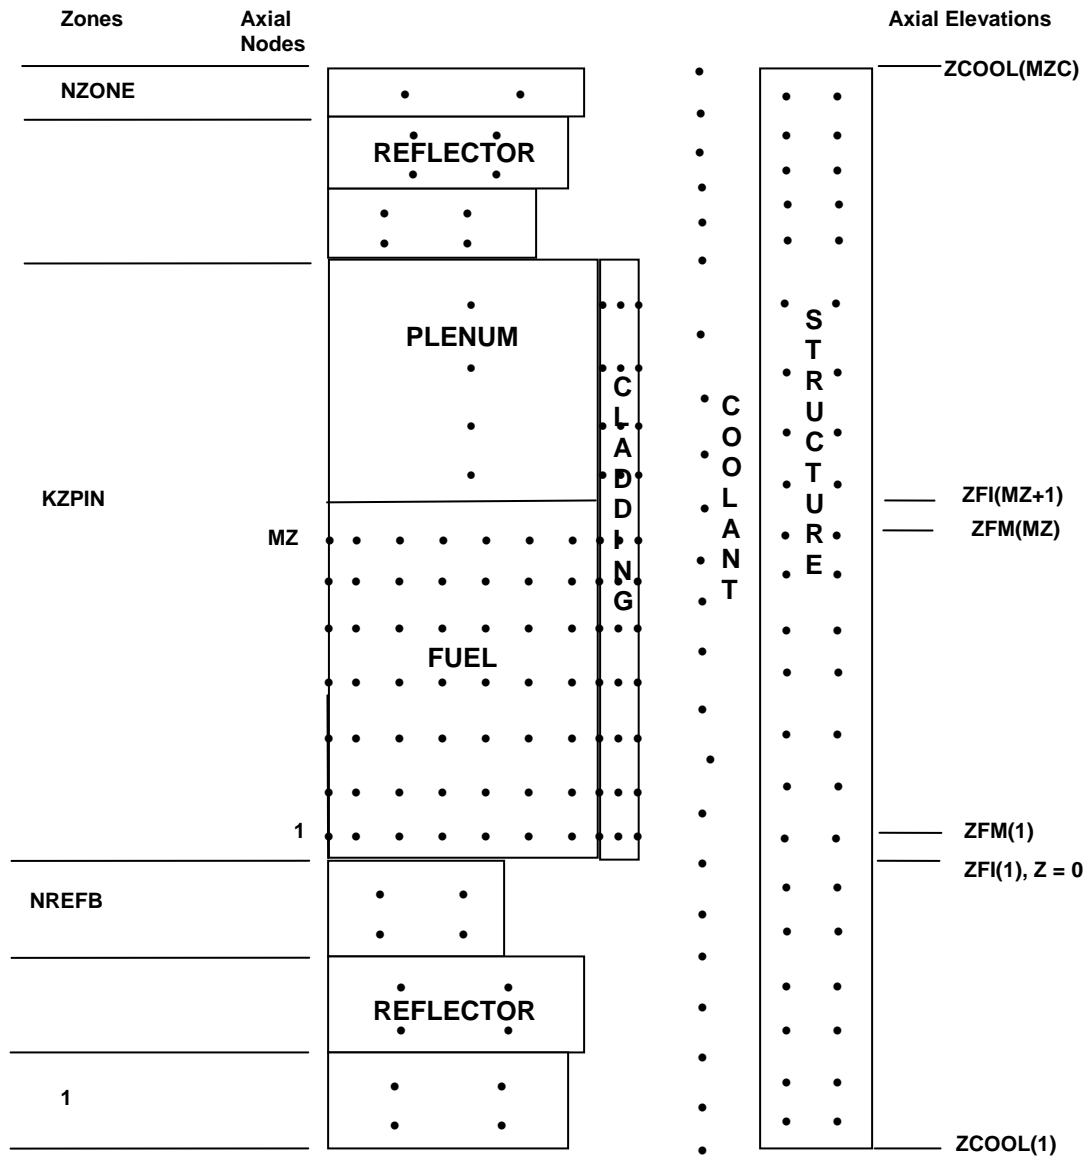 Zones
Axial
Nodes
Axial Elevations
ZCOOL(MZC)
NZONE
REFLECTOR
PLENUM
CLADDING
COOLANT
STRUCTURE
KZPIN
ZFI(MZ+1)
ZFM(MZ)
MZ
FUEL
1
ZFM(1)
ZFI(1), Z = 0
NREFB
REFLECTOR
1
ZCOOL(1)